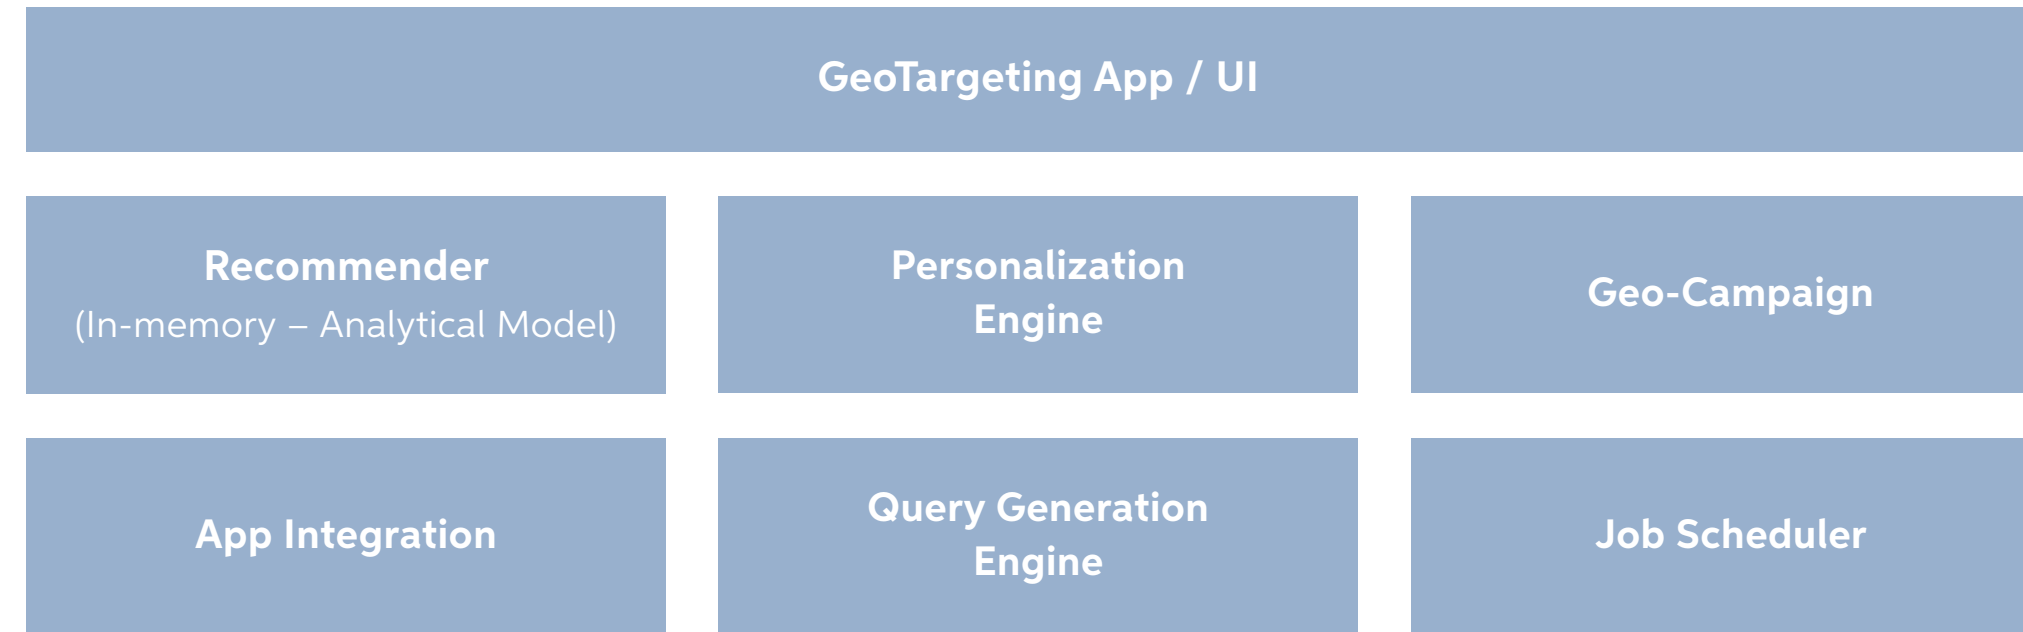 GeoTargeting App / UI
Recommender
(In-memory – Analytical Model)
Personalization
Engine
Geo-Campaign
App Integration
Query Generation
Engine
Job Scheduler